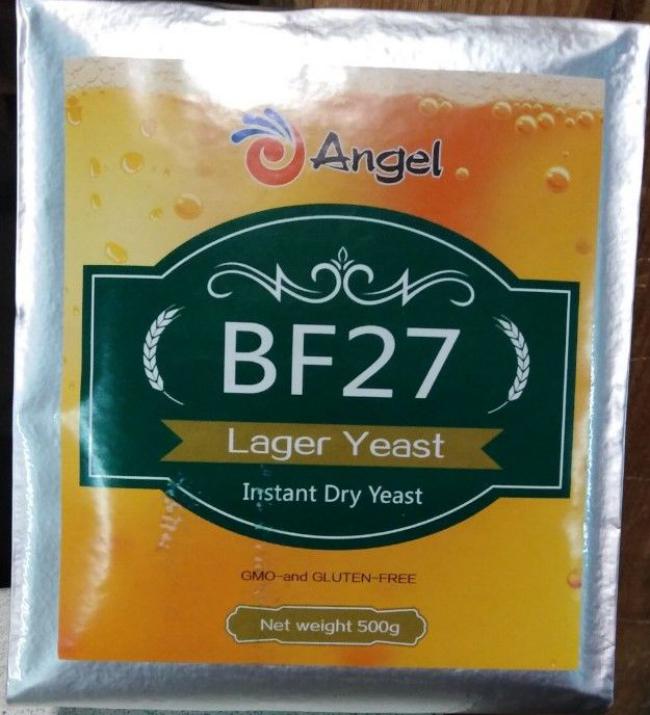 Angel
BF27
Lager Yeast
Instant Dry Yeast
GMO-and GLUTEN-FREE
Net weight 500g